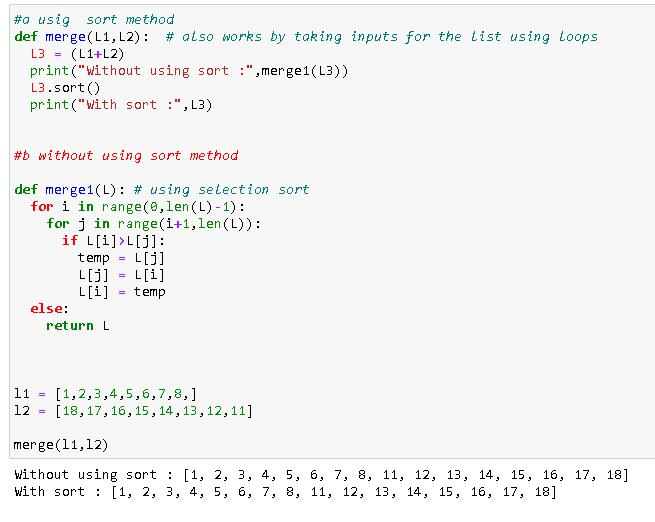 #a usig  sort method
def merge(L1,L2):  # also works by taking inputs for the list using loops
  L3 = (L1+L2)
  print("Without using sort :",merge1(L3))
  L3.sort()
  print("With sort :",L3)
#b without using sort method
def merge1(L): # using selection sort
  for i in range(0,len(L)-1):
    for j in range(i+1,len(L)):
      if L[i]>L[j]:
        temp = L[j]
        L[j] = L[i]
        L[i] = temp
  else:
    return L
l1 = [1,2,3,4,5,6,7,8,]
l2 = [18,17,16,15,14,13,12,11]
merge(l1,l2)
Without using sort : [1, 2, 3, 4, 5, 6, 7, 8, 11, 12, 13, 14, 15, 16, 17, 18]
With sort : [1, 2, 3, 4, 5, 6, 7, 8, 11, 12, 13, 14, 15, 16, 17, 18]